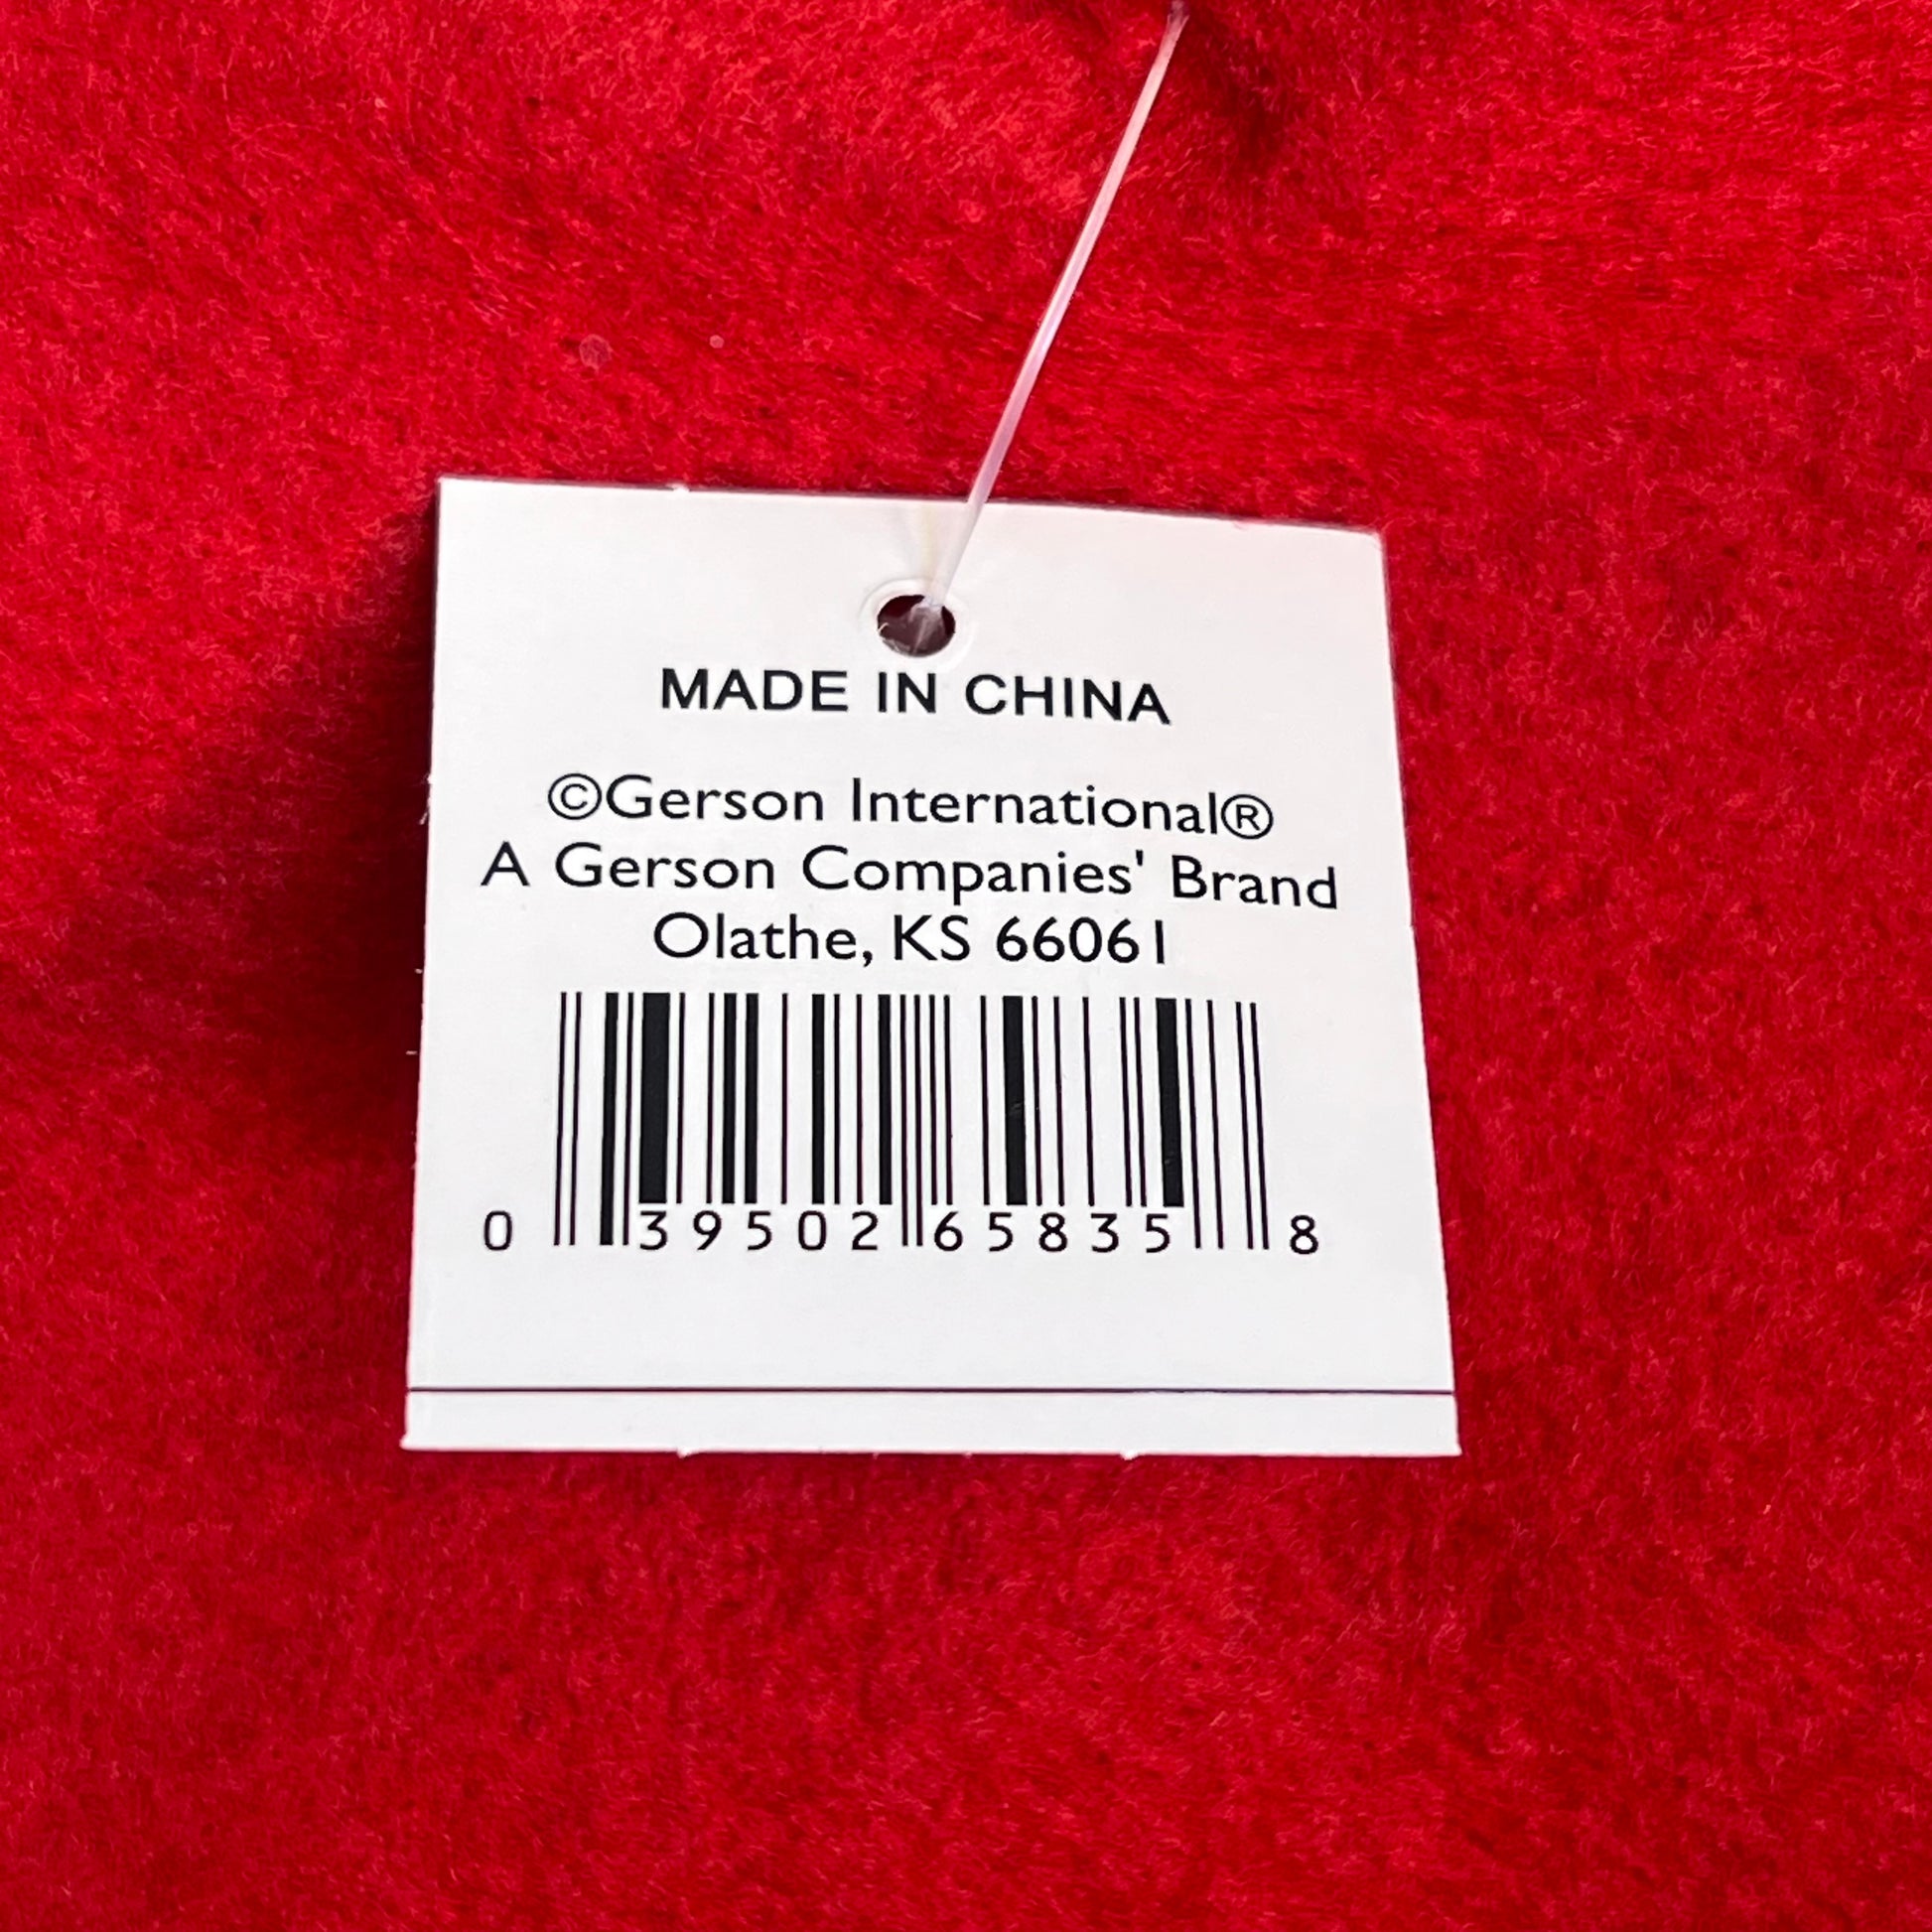 MADE IN CHINA
©Gerson International®
A Gerson Companies' Brand
Olathe, KS 66061
0 39502 65835 8